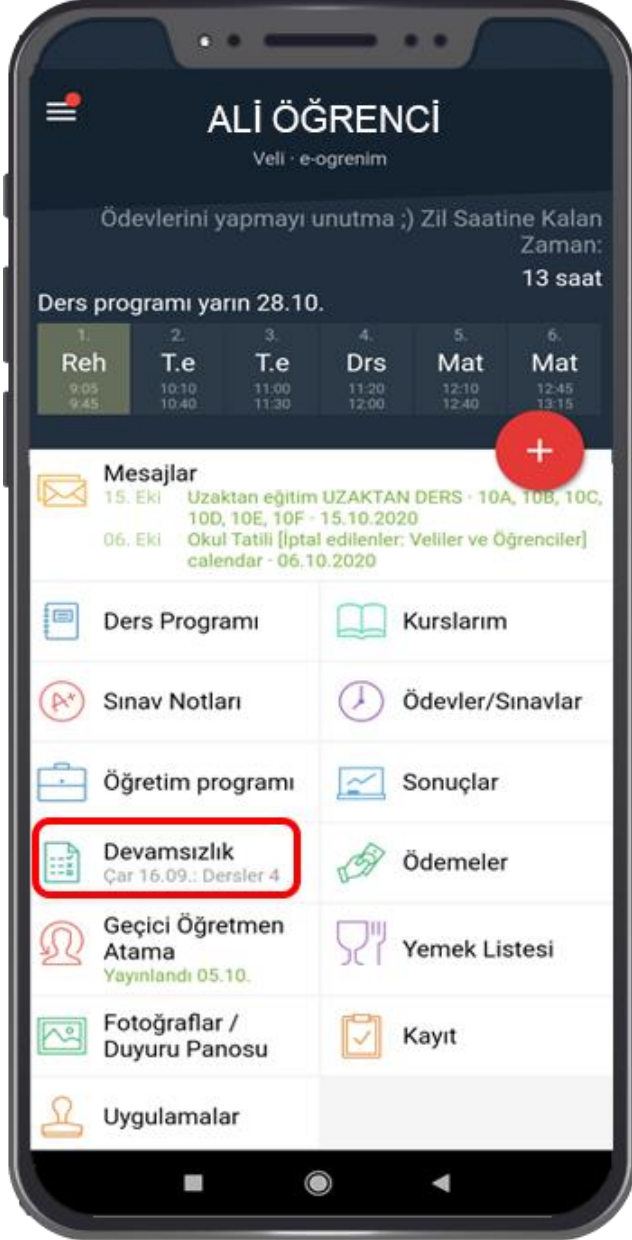 ALİ ÖĞRENCİ
Veli · e-ogrenim
Ödevlerini yapmayı unutma ;) Zil Saatine Kalan
Zaman:
13 saat
Ders programı yarın 28.10.
1. 2. 3. 4. 5. 6.
Reh T.e T.e Drs Mat Mat
9:05 10:10 11:00 11:20 12:10 12:45
9:45 10:40 11:30 12:00 12:40 13:15
+
Mesajlar
15. Eki Uzaktan eğitim UZAKTAN DERS · 10A, 10B, 10C,
10D, 10E, 10F · 15.10.2020
06. Eki Okul Tatili [İptal edilenler: Veliler ve Öğrenciler]
calendar · 06.10.2020
Ders Programı
Kurslarım
A+
Sınav Notları
Ödevler/Sınavlar
Öğretim programı
Sonuçlar
Devamsızlık
Çar 16.09.: Dersler 4
Ödemeler
Geçici Öğretmen
Atama
Yayınlandı 05.10.
Yemek Listesi
Fotoğraflar /
Duyuru Panosu
Kayıt
Uygulamalar